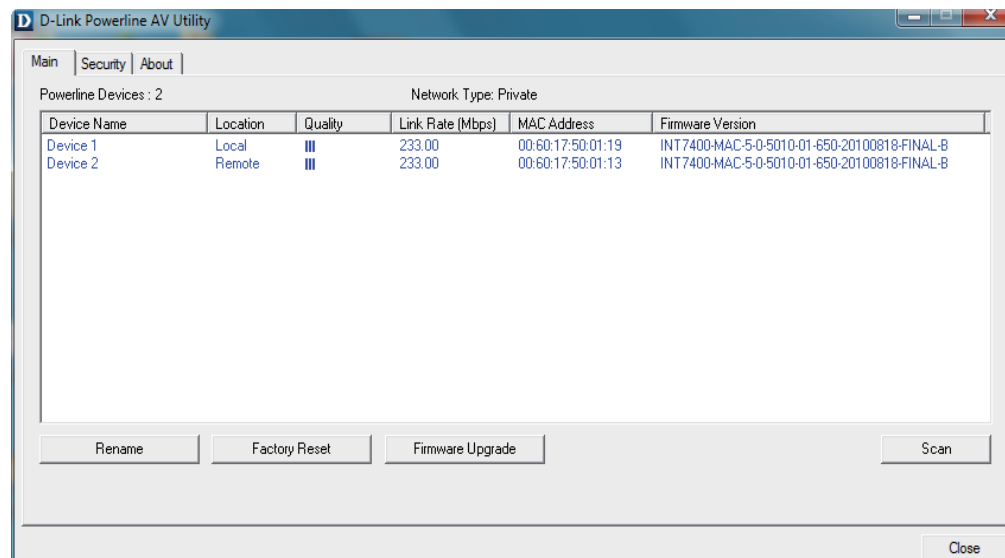 D D-Link Powerline AV Utility
Main Security About
Powerline Devices : 2 Network Type: Private
Device Name Location Quality Link Rate (Mbps) MAC Address Firmware Version
Device 1 Local 233.00 00:60:17:50:01:19 INT7400-MAC-5-0-5010-01-650-20100818-FINAL-B
Device 2 Remote 233.00 00:60:17:50:01:13 INT7400-MAC-5-0-5010-01-650-20100818-FINAL-B
Rename Factory Reset Firmware Upgrade Scan
Close